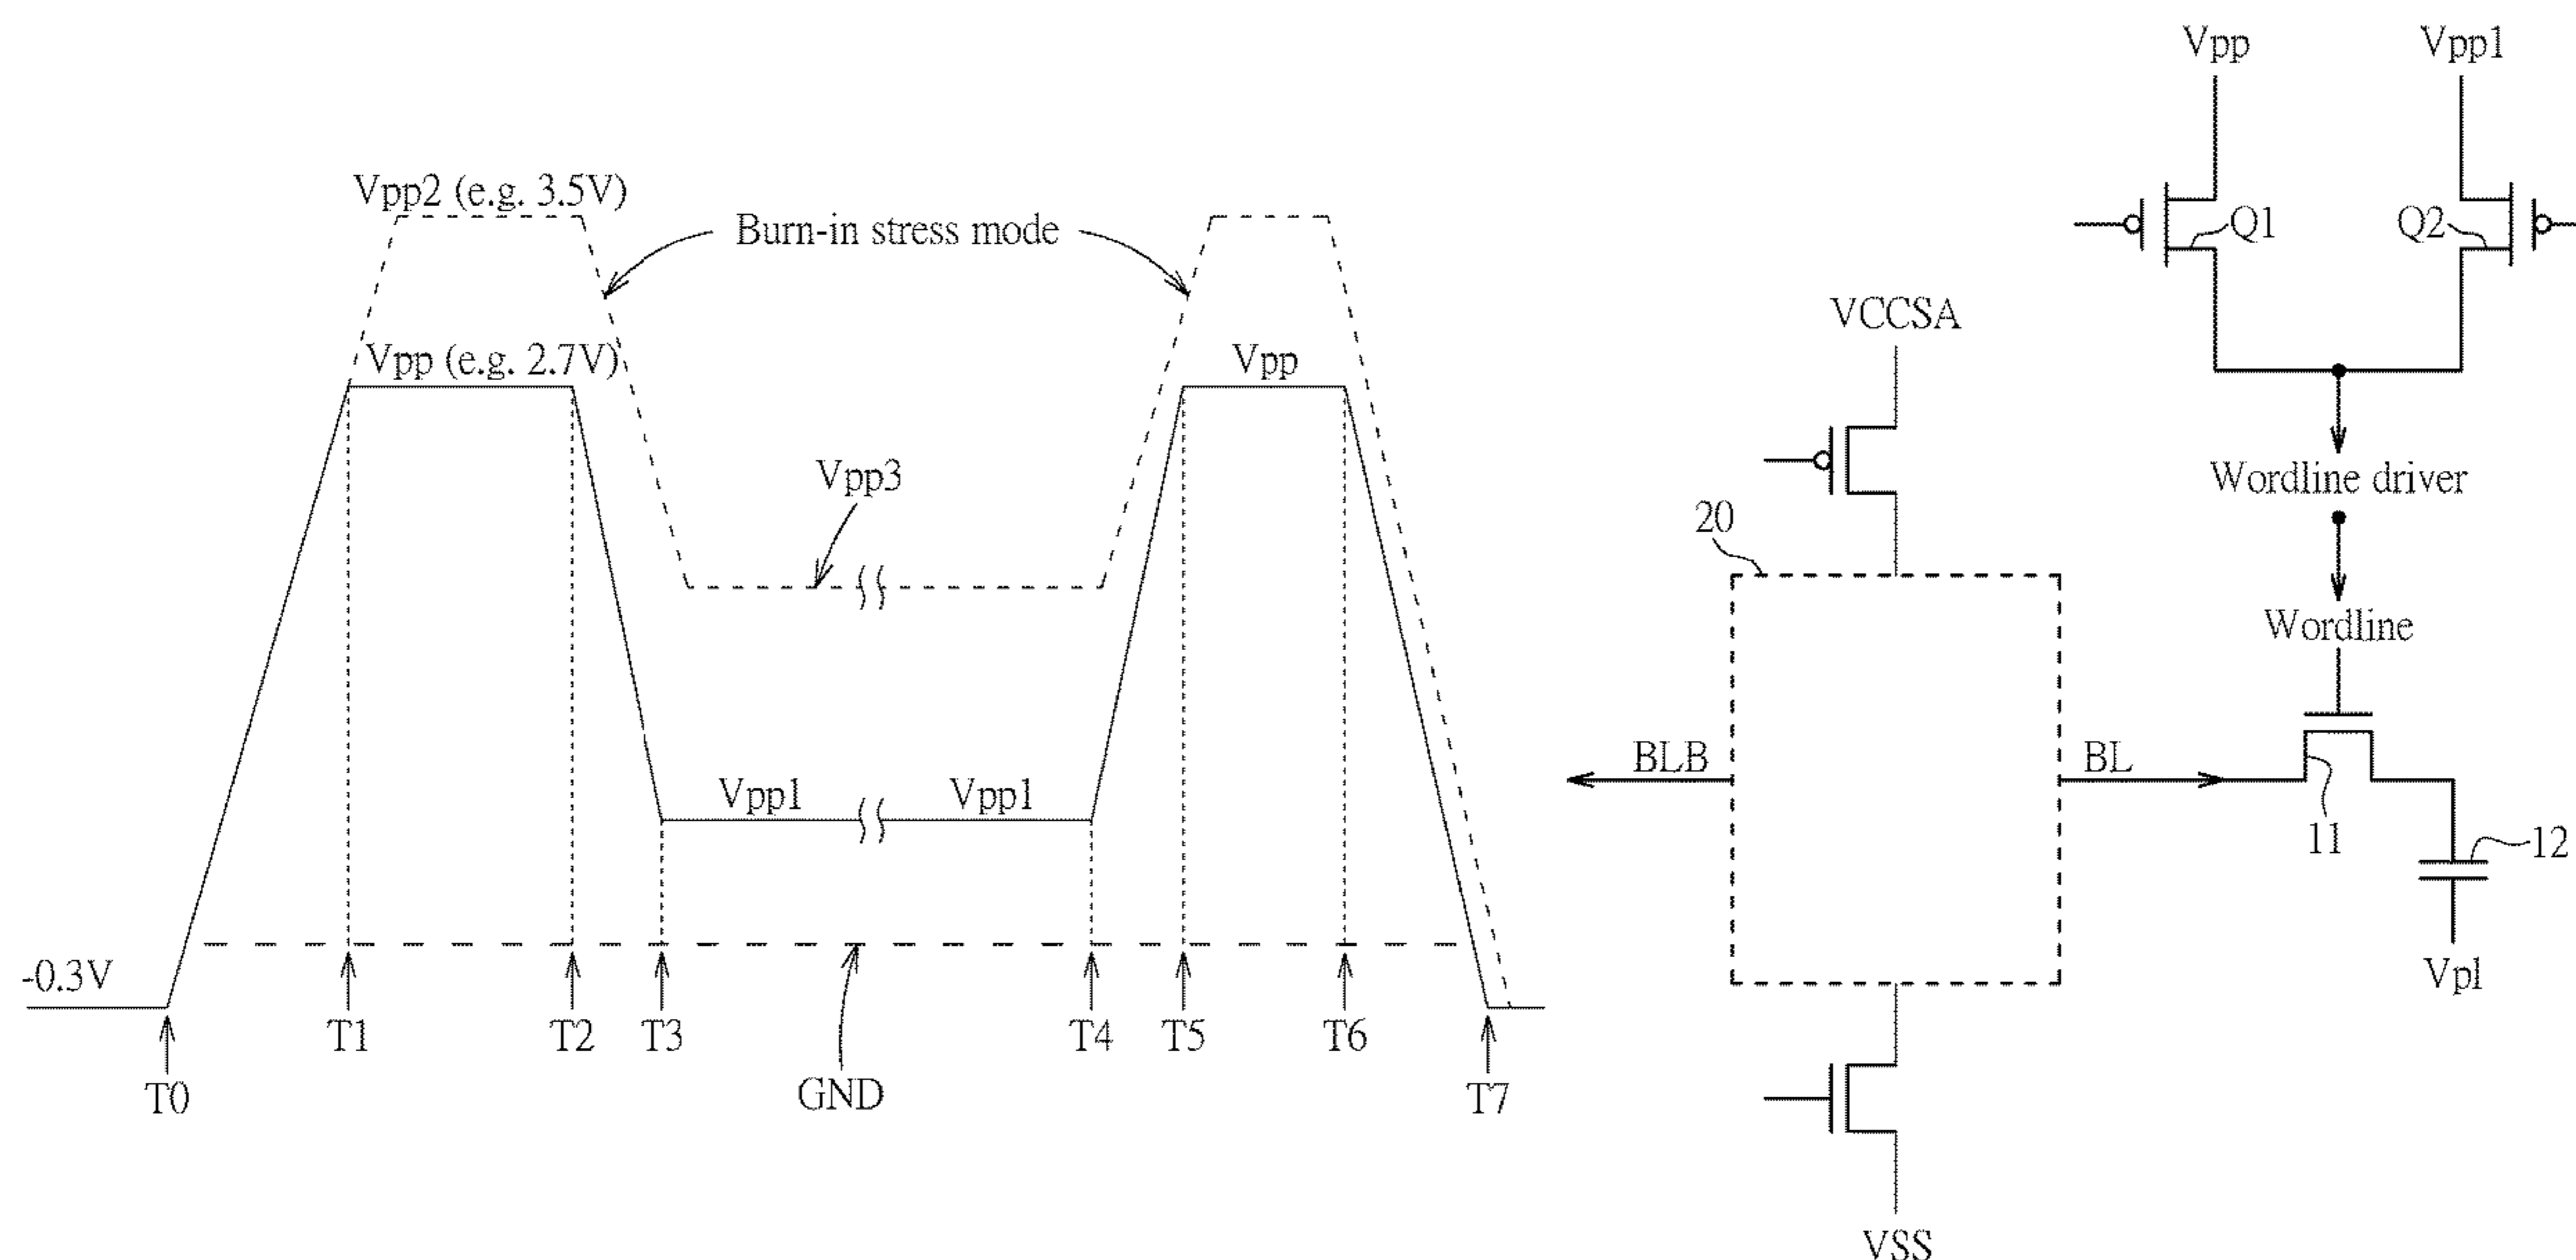 Vpp Vpp1
Vpp2 (e.g. 3.5V)
Burn-in stress mode
Q1 Q2
VCCSA
Vpp (e.g. 2.7V)
Vpp
Vpp3
Wordline driver
20
Wordline
BLB
BL
Vpp1 Vpp1
11
12
-0.3V
Vpl
T1 T2 T3 T4 T5 T6
T0 GND T7
VSS